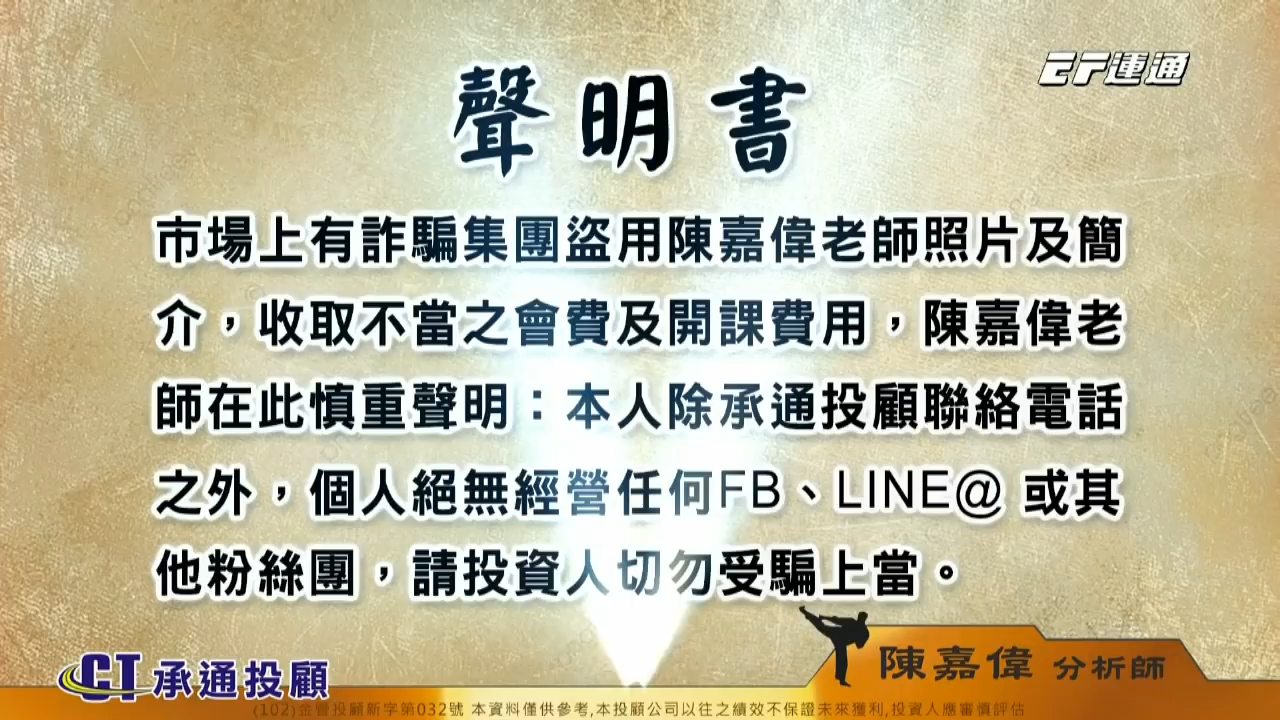 EF運通
聲明書
市場上有詐騙集團盜用陳嘉偉老師照片及簡
介，收取不當之會費及開課費用，陳嘉偉老
師在此慎重聲明：本人除承通投顧聯絡電話
之外，個人絕無經營任何FB、LINE@ 或其
他粉絲團，請投資人切勿受騙上當。
陳嘉偉 分析師
CT承通投顧
(102)金管投顧新字第032號 本資料僅供參考,本投顧公司以往之績效不保證未來獲利,投資人應審慎評估